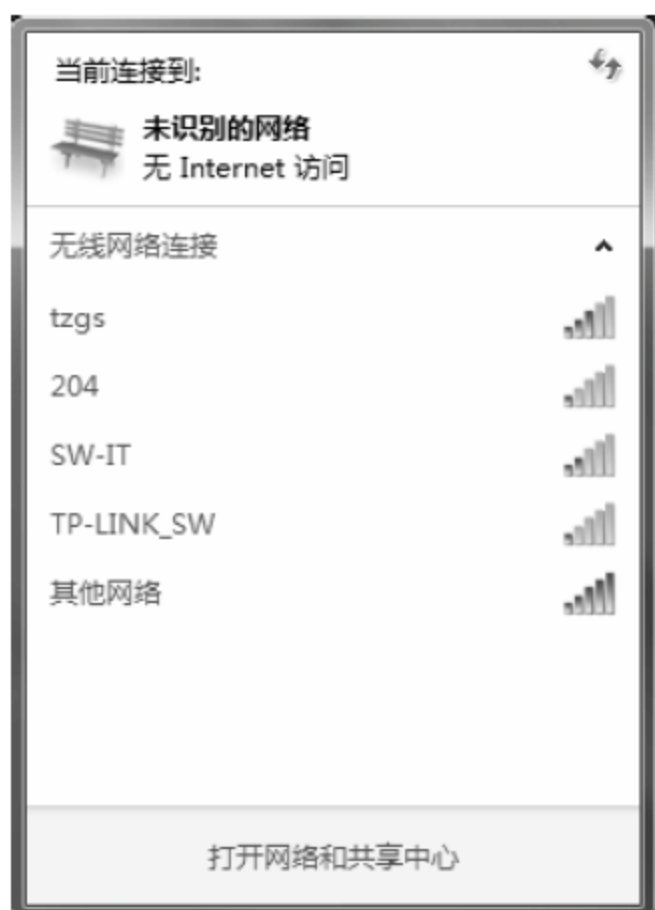 当前连接到:
未识别的网络
无 Internet 访问
无线网络连接
tzgs
204
SW-IT
TP-LINK_SW
其他网络
打开网络和共享中心